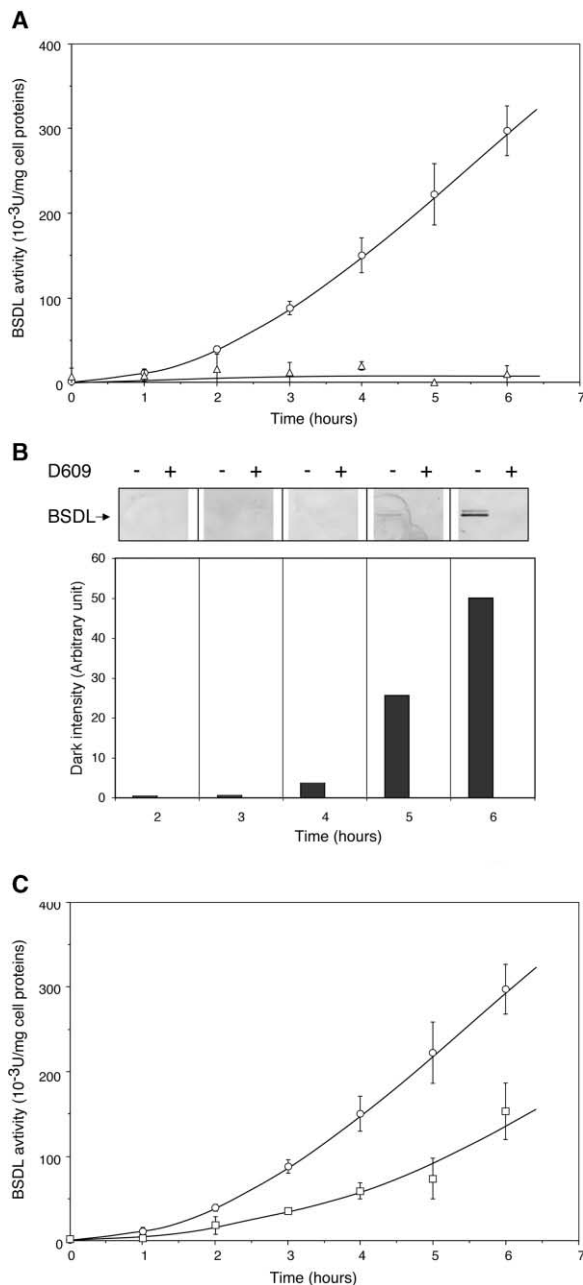 A
400
300
200
100
0
BSDL avtivity (10-3U/mg cell proteins)
0 1 2 3 4 5 6 7
Time (hours)
B
D609 - + - + - + - + - +
BSDL→
60
50
40
30
20
10
0
Dark intensity (Arbitrary unit)
2 3 4 5 6
Time (hours)
C
400
300
200
100
0
BSDL avtivity (10-3U/mg cell proteins)
0 1 2 3 4 5 6 7
Time (hours)